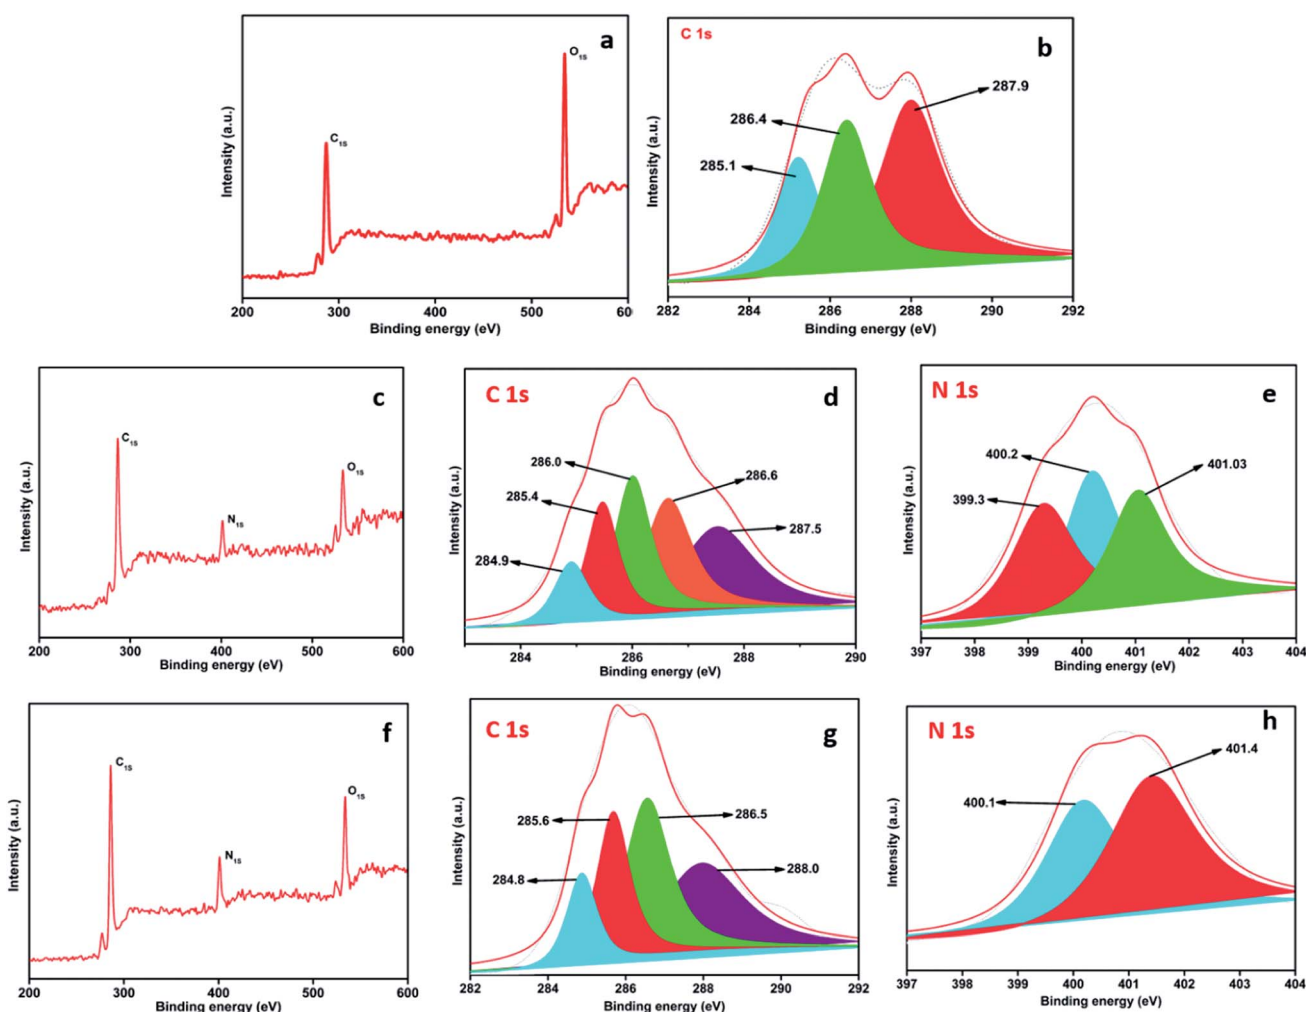 a
O1S
C1S
Intensity (a.u.)
200 300 400 500 60
Binding energy (eV)
C 1s
b
287.9
286.4
285.1
Intensity (a.u.)
282 284 286 288 290 292
Binding energy (eV)
c
C1S
O1S
N1S
Intensity (a.u.)
200 300 400 500 600
Binding energy (eV)
C 1s
d
286.0
286.6
285.4
287.5
284.9
Intensity (a.u.)
284 286 288 290
Binding energy (eV)
N 1s
e
400.2
401.03
399.3
Intensity (a.u.)
397 398 399 400 401 402 403 404
Binding energy (eV)
f
C1S
O1S
N1S
Intensity (a.u.)
200 300 400 500 600
Binding energy (eV)
C 1s
g
285.6
286.5
284.8
288.0
Intensity (a.u.)
282 284 286 288 290 292
Binding energy (eV)
N 1s
h
401.4
400.1
Intensity (a.u.)
397 398 399 400 401 402 403 404
Binding energy (eV)